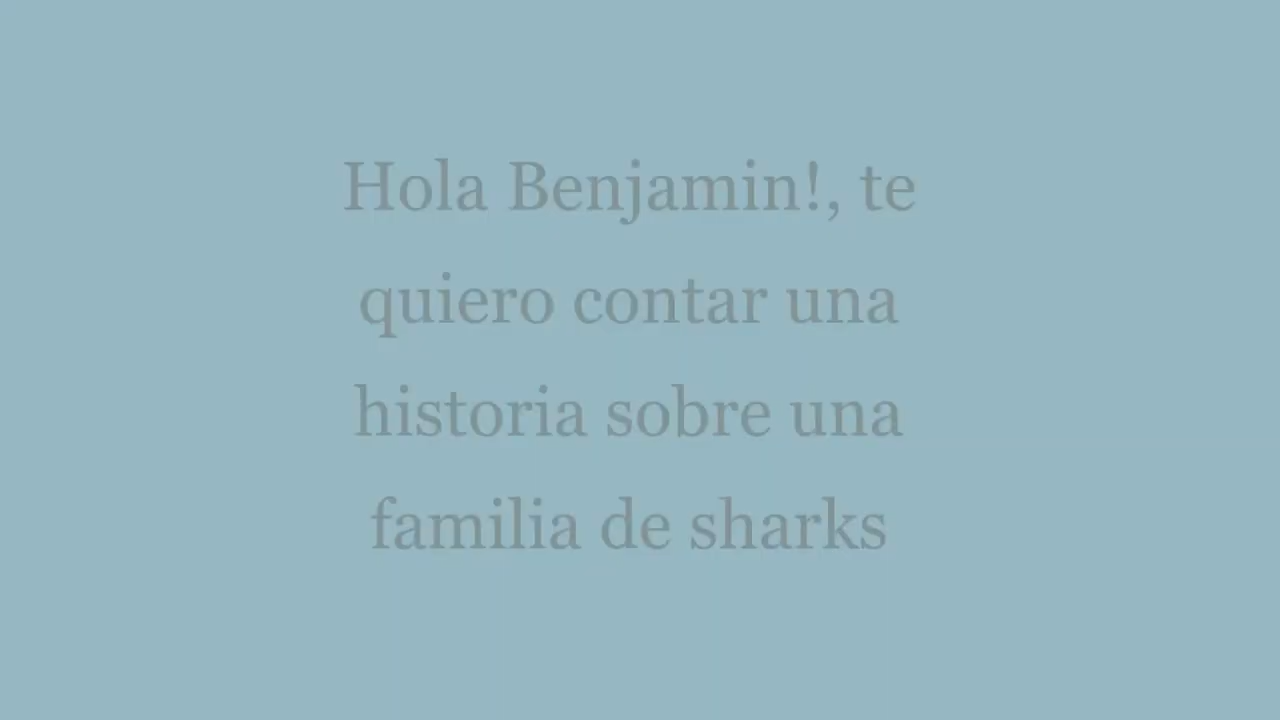 Hola Benjamin!, te
quiero contar una
historia sobre una
familia de sharks